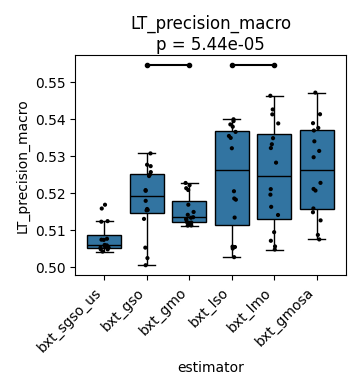 LT_precision_macro
p = 5.44e-05
LT_precision_macro
0.55
0.54
0.53
0.52
0.51
0.50
bxt_sgso_us
bxt_gso
bxt_gmo
bxt_lso
bxt_lmo
bxt_gmosa
estimator